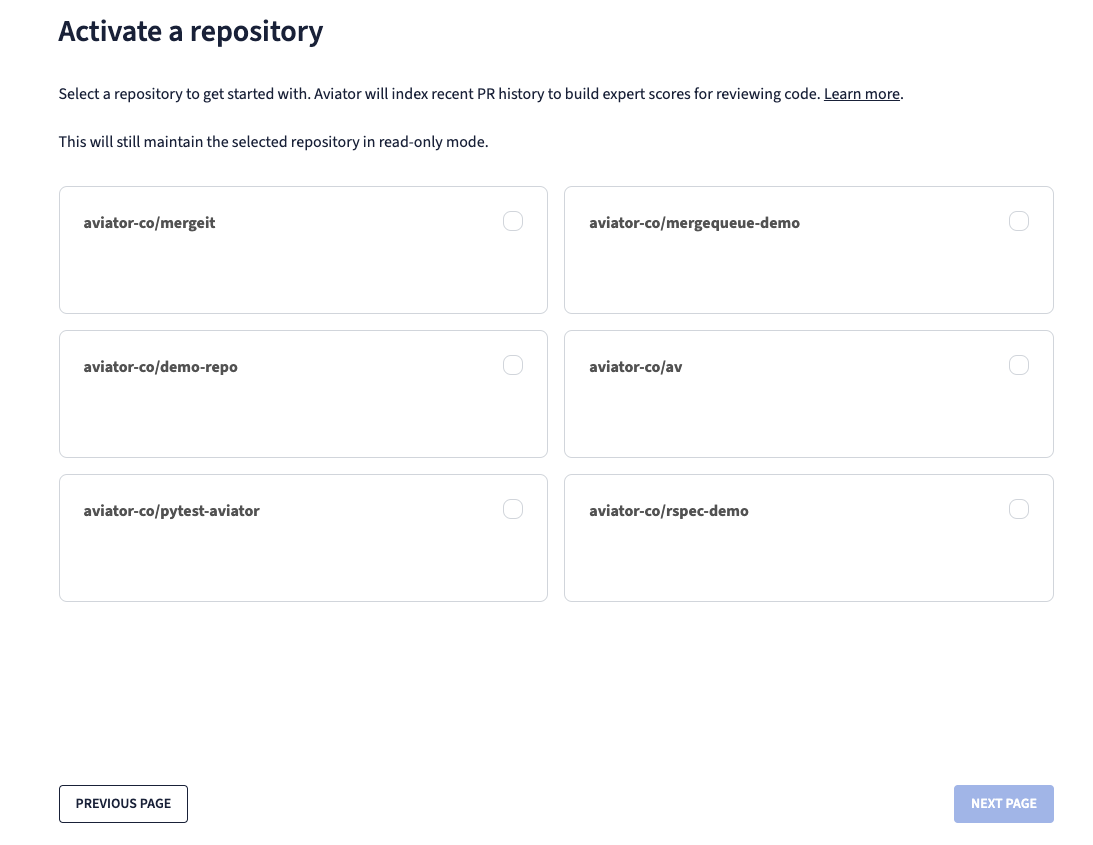 Activate a repository
Select a repository to get started with. Aviator will index recent PR history to build expert scores for reviewing code. Learn more.
This will still maintain the selected repository in read-only mode.
aviator-co/mergeit
aviator-co/mergequeue-demo
aviator-co/demo-repo
aviator-co/av
aviator-co/pytest-aviator
aviator-co/rspec-demo
PREVIOUS PAGE
NEXT PAGE